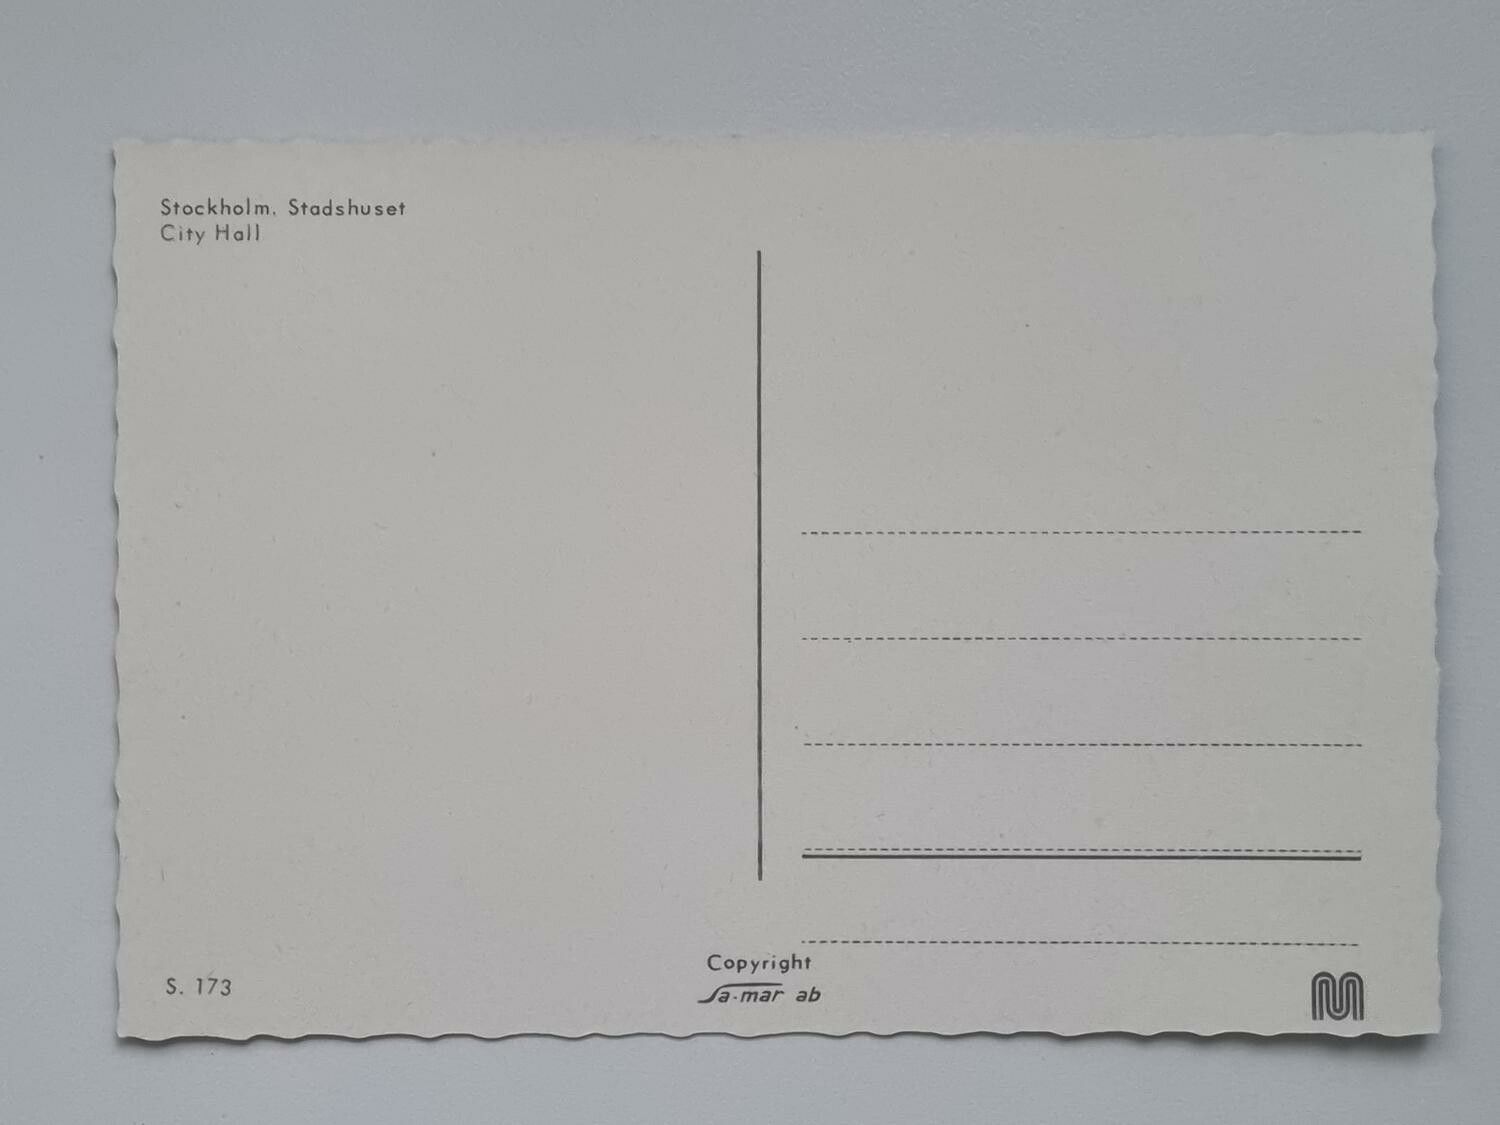 Stockholm. Stadshuset
City Hall
Copyright
Sa-mar ab
S. 173
M